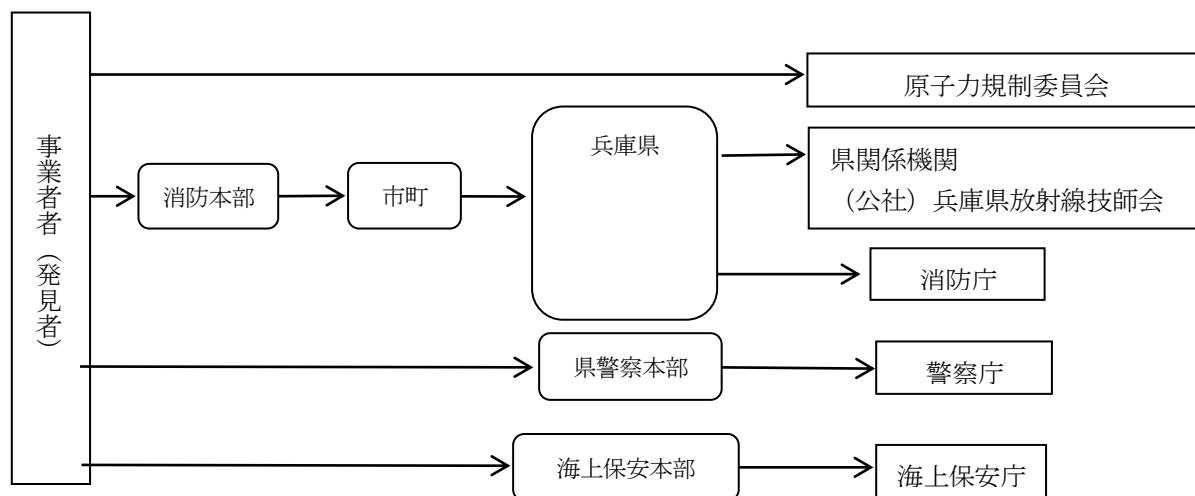 事業者者（発見者）
原子力規制委員会
兵庫県
県関係機関
（公社）兵庫県放射線技師会
消防本部
市町
消防庁
県警察本部
警察庁
海上保安本部
海上保安庁